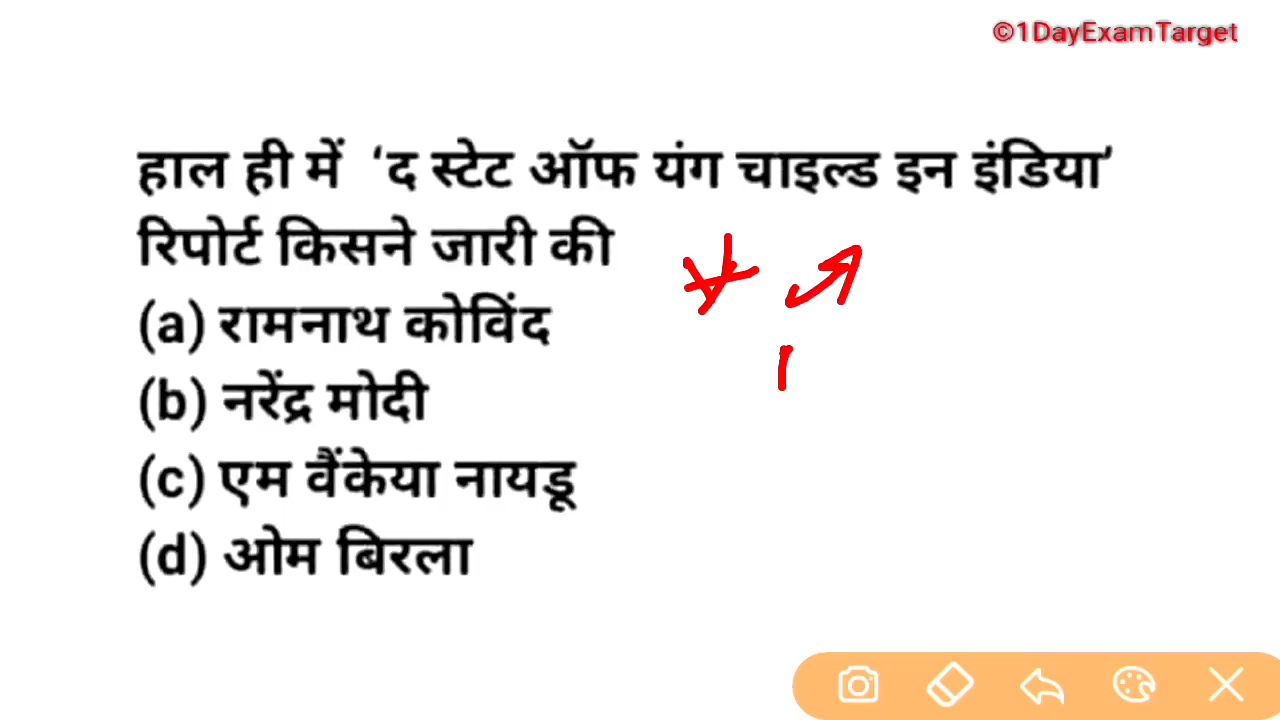 ©1DayExamTarget
हाल ही में ‘द स्टेट ऑफ यंग चाइल्ड इन इंडिया’
रिपोर्ट किसने जारी की
(a) रामनाथ कोविंद
(b) नरेंद्र मोदी
(c) एम वैंकेया नायडू
(d) ओम बिरला